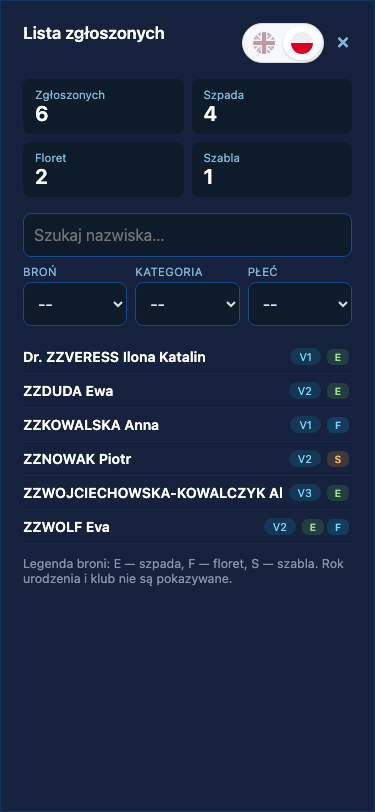 Lista zgłoszonych
×
Zgłoszonych
6
Szpada
4
Floret
2
Szabla
1
Szukaj nazwiska...
BROŃ
KATEGORIA
PŁEĆ
--
--
--
Dr. ZZVERESS Ilona Katalin V1 E
ZZDUDA Ewa V2 E
ZZKOWALSKA Anna V1 F
ZZNOWAK Piotr V2 S
ZZWOJCIECHOWSKA-KOWALCZYK V3 E
ZZWOLF Eva V2 E F
Legenda broni: E — szpada, F — floret, S — szabla. Rok
urodzenia i klub nie są pokazywane.